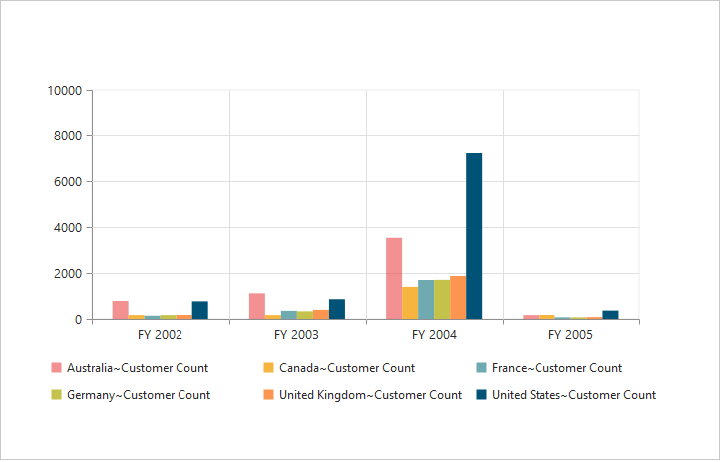 10000
8000
6000
4000
2000
0
FY 2002 FY 2003 FY 2004 FY 2005
Australia~Customer Count Canada~Customer Count France~Customer Count
Germany~Customer Count United Kingdom~Customer Count United States~Customer Count